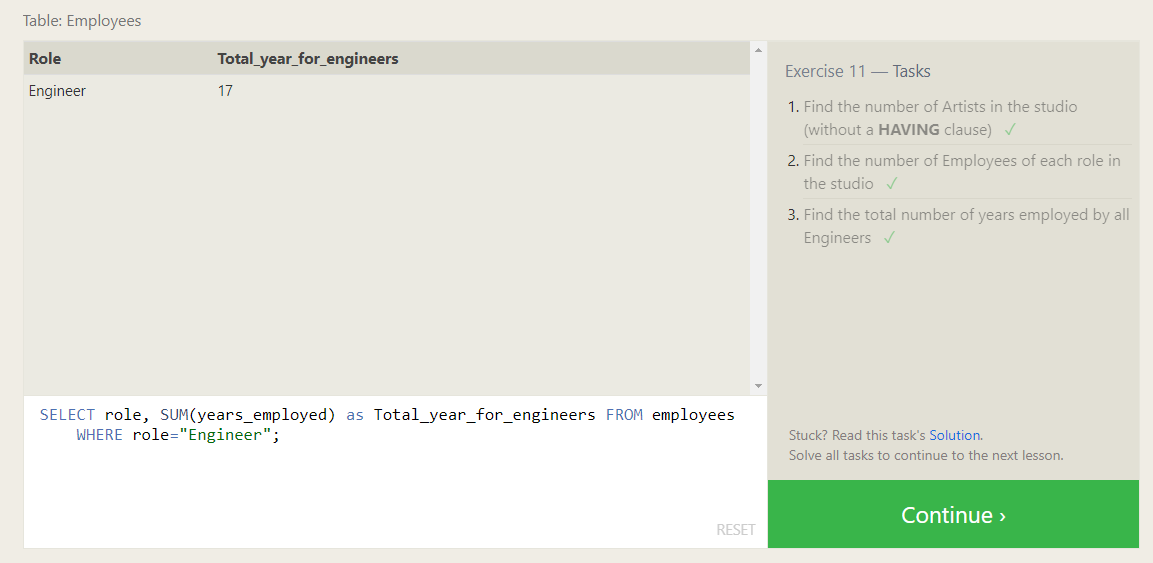 Table: Employees
Role Total_year_for_engineers
Engineer 17
SELECT role, SUM(years_employed) as Total_year_for_engineers FROM employees
WHERE role="Engineer";
RESET
Exercise 11 — Tasks
1. Find the number of Artists in the studio
(without a HAVING clause) ✓
2. Find the number of Employees of each role in
the studio ✓
3. Find the total number of years employed by all
Engineers ✓
Stuck? Read this task's Solution.
Solve all tasks to continue to the next lesson.
Continue ›